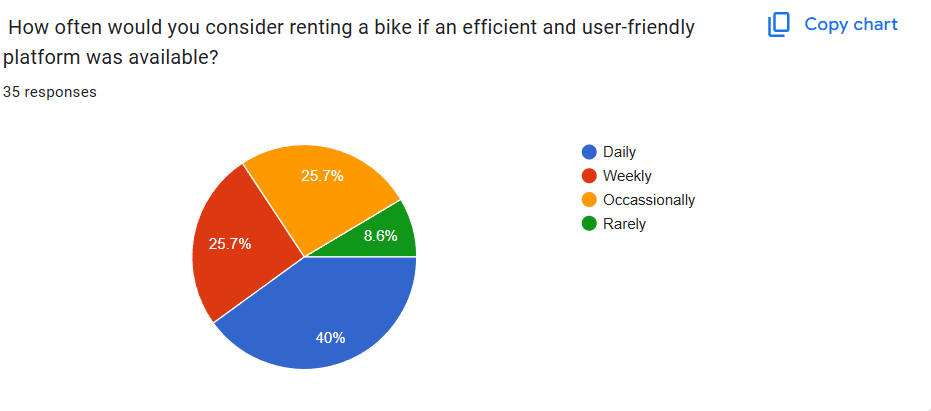 How often would you consider renting a bike if an efficient and user-friendly
platform was available?
Copy chart
35 responses
Daily
Weekly
Occassionally
Rarely
25.7%
25.7%
8.6%
40%